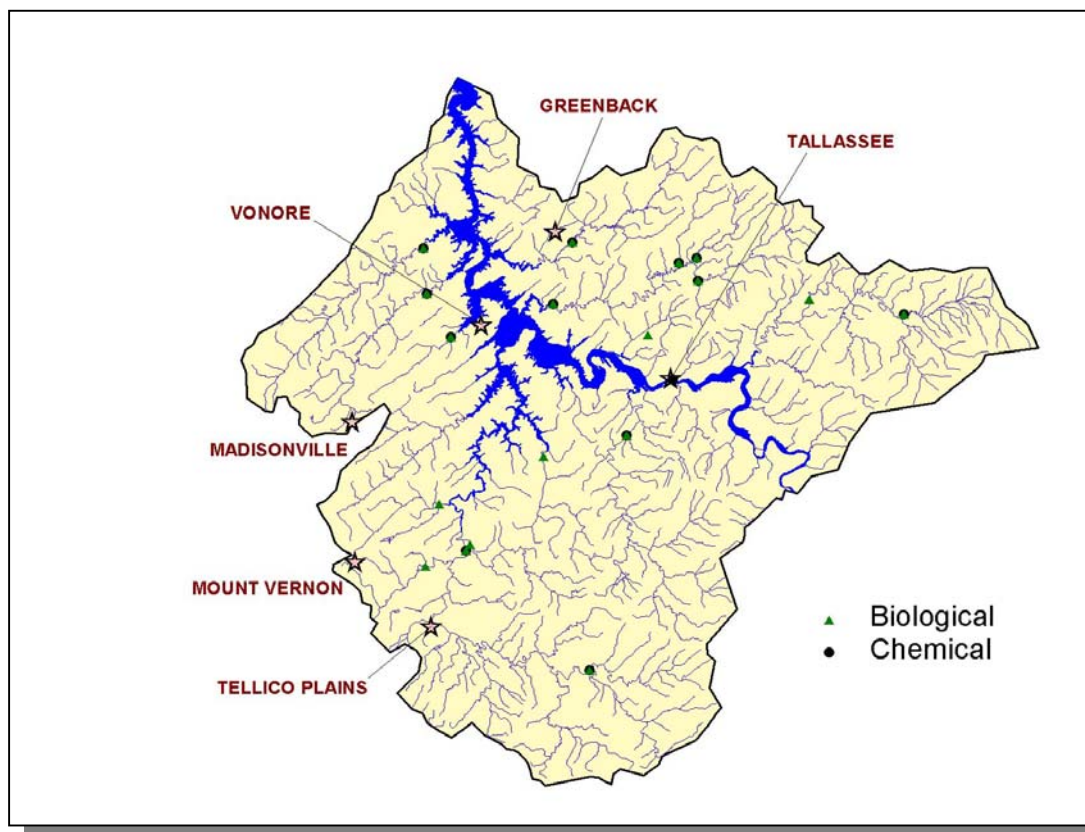 GREENBACK
TALLASSEE
VONORE
MADISONVILLE
MOUNT VERNON
TELLICO PLAINS
Biological
Chemical